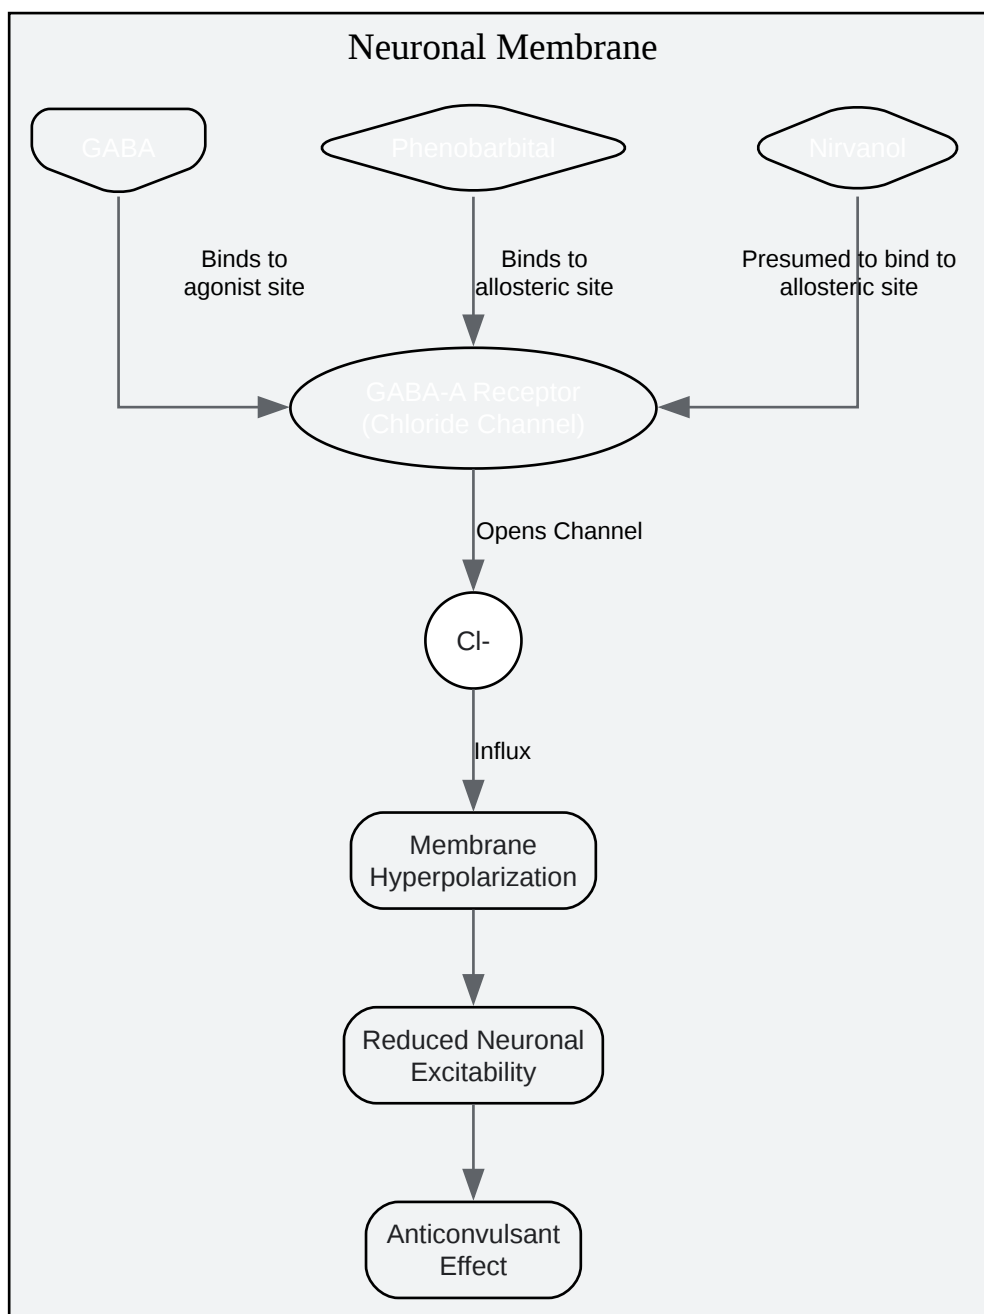 Neuronal Membrane
GABA
Phenobarbital
Nirvanol
Binds to
agonist site
Binds to
allosteric site
Presumed to bind to
allosteric site
GABA-A Receptor
(Chloride Channel)
Opens Channel
Cl-
Influx
Membrane
Hyperpolarization
Reduced Neuronal
Excitability
Anticonvulsant
Effect